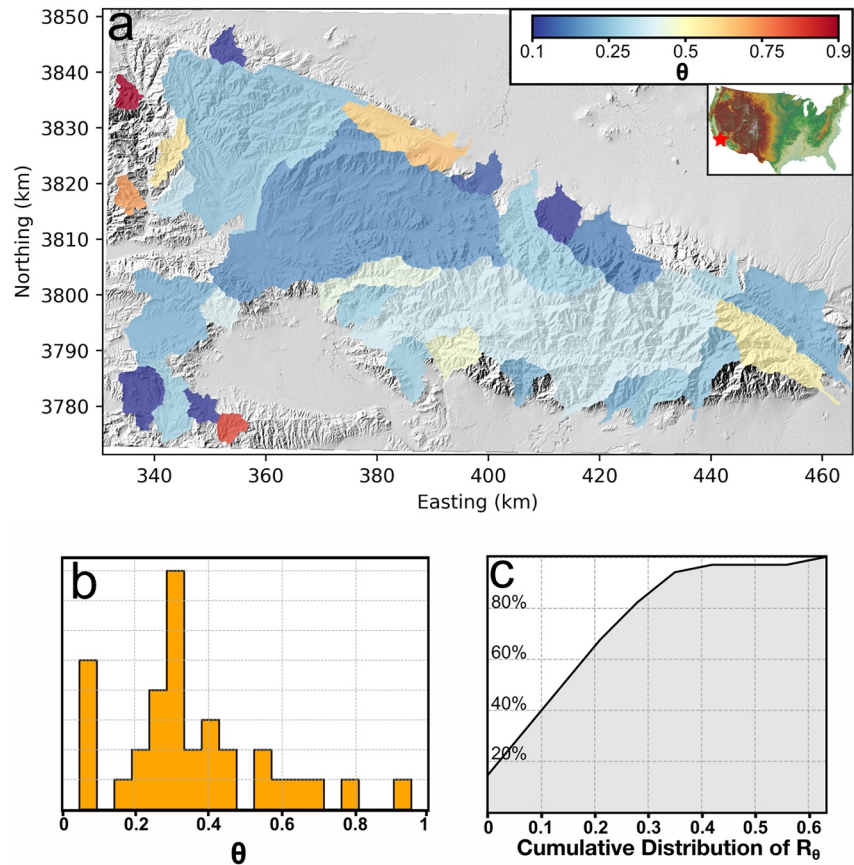 a
3850
3840
3830
3820
3810
3800
3790
3780
Northing (km)
340 360 380 400 420 440 460
Easting (km)
0.1 0.25 0.5 0.75 0.9
θ
b
0 0.2 0.4 0.6 0.8 1
θ
c
80%
60%
40%
20%
0 0.1 0.2 0.3 0.4 0.5 0.6
Cumulative Distribution of Rθ